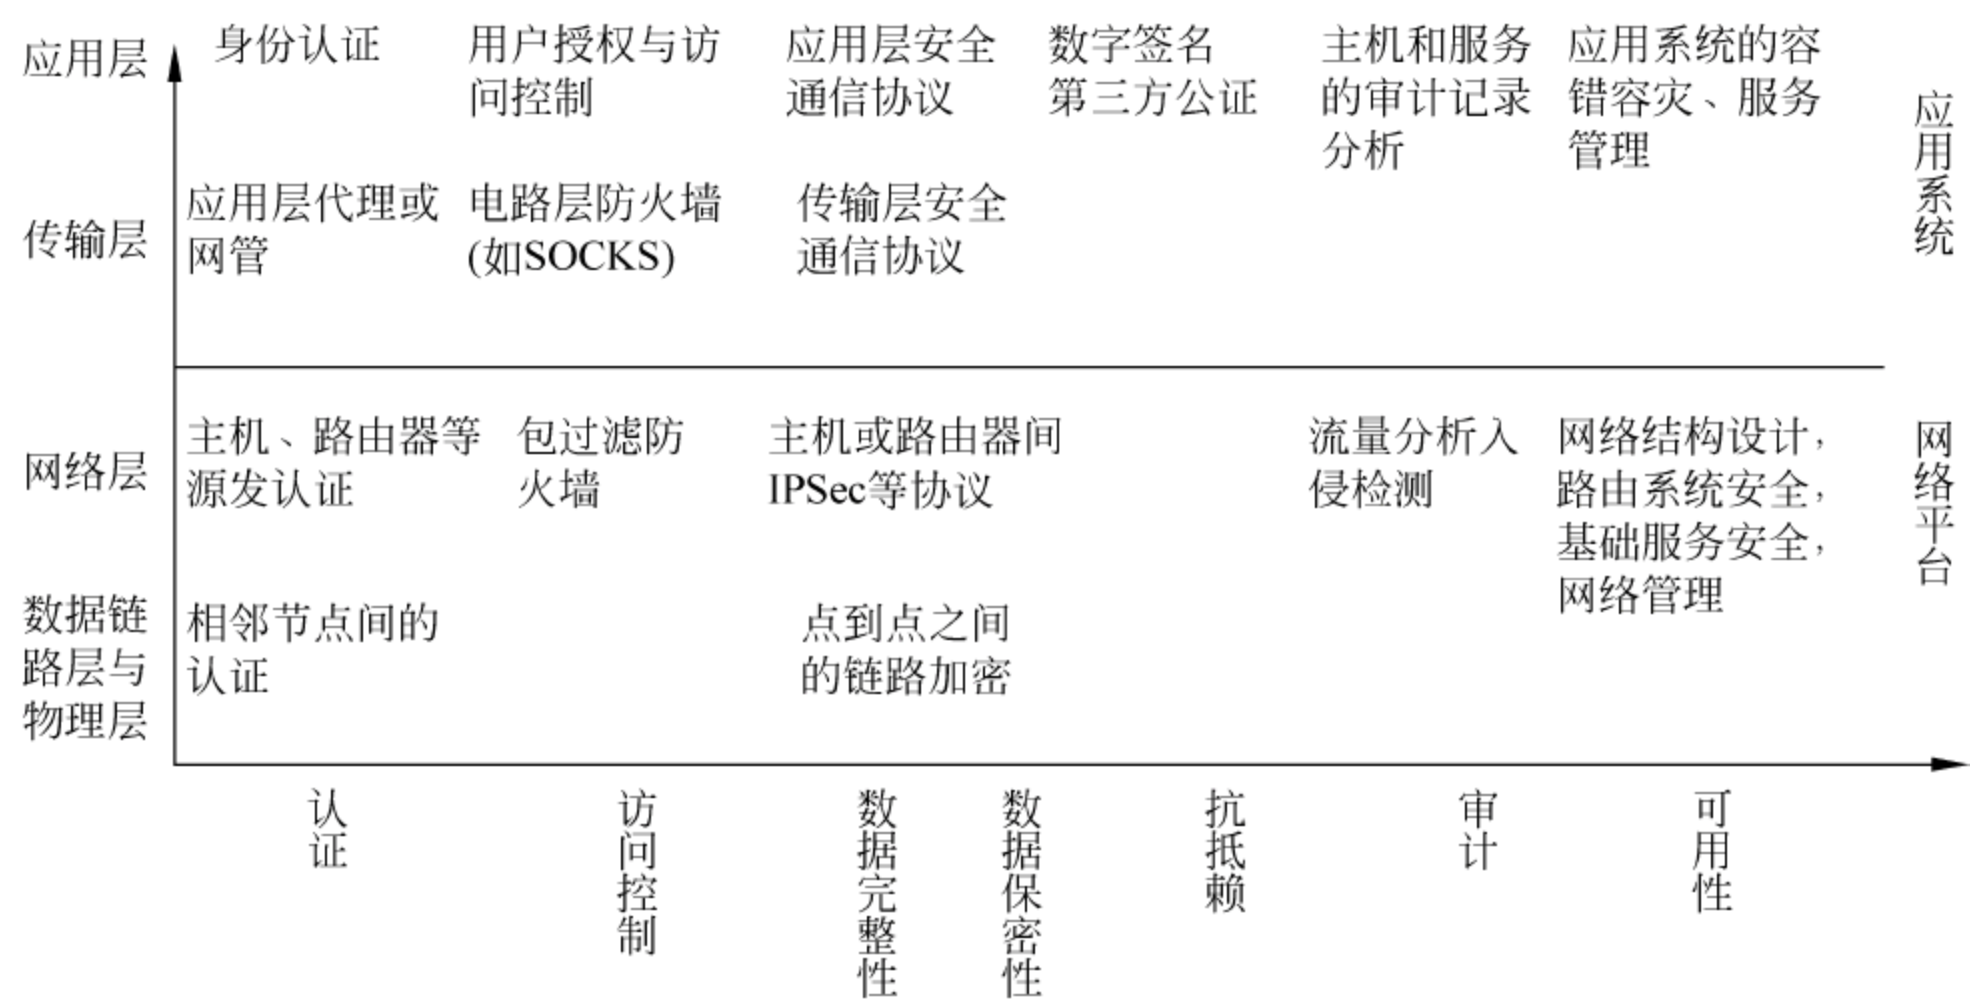 应用层
身份认证
用户授权与访
问控制
应用层安全
通信协议
数字签名
第三方公证
主机和服务
的审计记录
分析
应用系统的容
错容灾、服务
管理
应用系统
传输层
应用层代理或
网管
电路层防火墙
(如SOCKS)
传输层安全
通信协议
网络层
主机、路由器等
源发认证
包过滤防
火墙
主机或路由器间
IPSec等协议
流量分析入
侵检测
网络结构设计，
路由系统安全，
基础服务安全，
网络管理
网络平台
数据链
路层与
物理层
相邻节点间的
认证
点到点之间
的链路加密
认证
访问控制
数据完整性
数据保密性
抗抵赖
审计
可用性